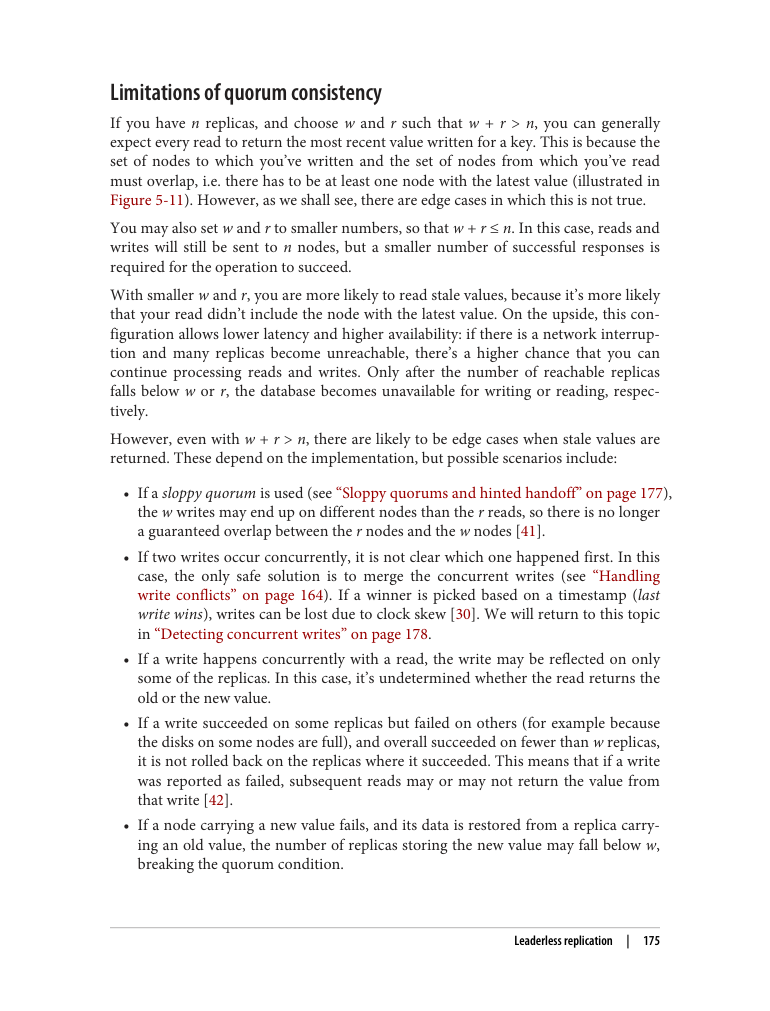 Limitations of quorum consistency
If you have n replicas, and choose w and r such that w + r > n, you can generally
expect every read to return the most recent value written for a key. This is because the
set of nodes to which you’ve written and the set of nodes from which you’ve read
must overlap, i.e. there has to be at least one node with the latest value (illustrated in
Figure 5-11). However, as we shall see, there are edge cases in which this is not true.
You may also set w and r to smaller numbers, so that w + r ≤ n. In this case, reads and
writes will still be sent to n nodes, but a smaller number of successful responses is
required for the operation to succeed.
With smaller w and r, you are more likely to read stale values, because it’s more likely
that your read didn’t include the node with the latest value. On the upside, this con-
figuration allows lower latency and higher availability: if there is a network interrup-
tion and many replicas become unreachable, there’s a higher chance that you can
continue processing reads and writes. Only after the number of reachable replicas
falls below w or r, the database becomes unavailable for writing or reading, respec-
tively.
However, even with w + r > n, there are likely to be edge cases when stale values are
returned. These depend on the implementation, but possible scenarios include:
• If a sloppy quorum is used (see “Sloppy quorums and hinted handoff” on page 177),
the w writes may end up on different nodes than the r reads, so there is no longer
a guaranteed overlap between the r nodes and the w nodes [41].
• If two writes occur concurrently, it is not clear which one happened first. In this
case, the only safe solution is to merge the concurrent writes (see “Handling
write conflicts” on page 164). If a winner is picked based on a timestamp (last
write wins), writes can be lost due to clock skew [30]. We will return to this topic
in “Detecting concurrent writes” on page 178.
• If a write happens concurrently with a read, the write may be reflected on only
some of the replicas. In this case, it’s undetermined whether the read returns the
old or the new value.
• If a write succeeded on some replicas but failed on others (for example because
the disks on some nodes are full), and overall succeeded on fewer than w replicas,
it is not rolled back on the replicas where it succeeded. This means that if a write
was reported as failed, subsequent reads may or may not return the value from
that write [42].
• If a node carrying a new value fails, and its data is restored from a replica carry-
ing an old value, the number of replicas storing the new value may fall below w,
breaking the quorum condition.
Leaderless replication | 175